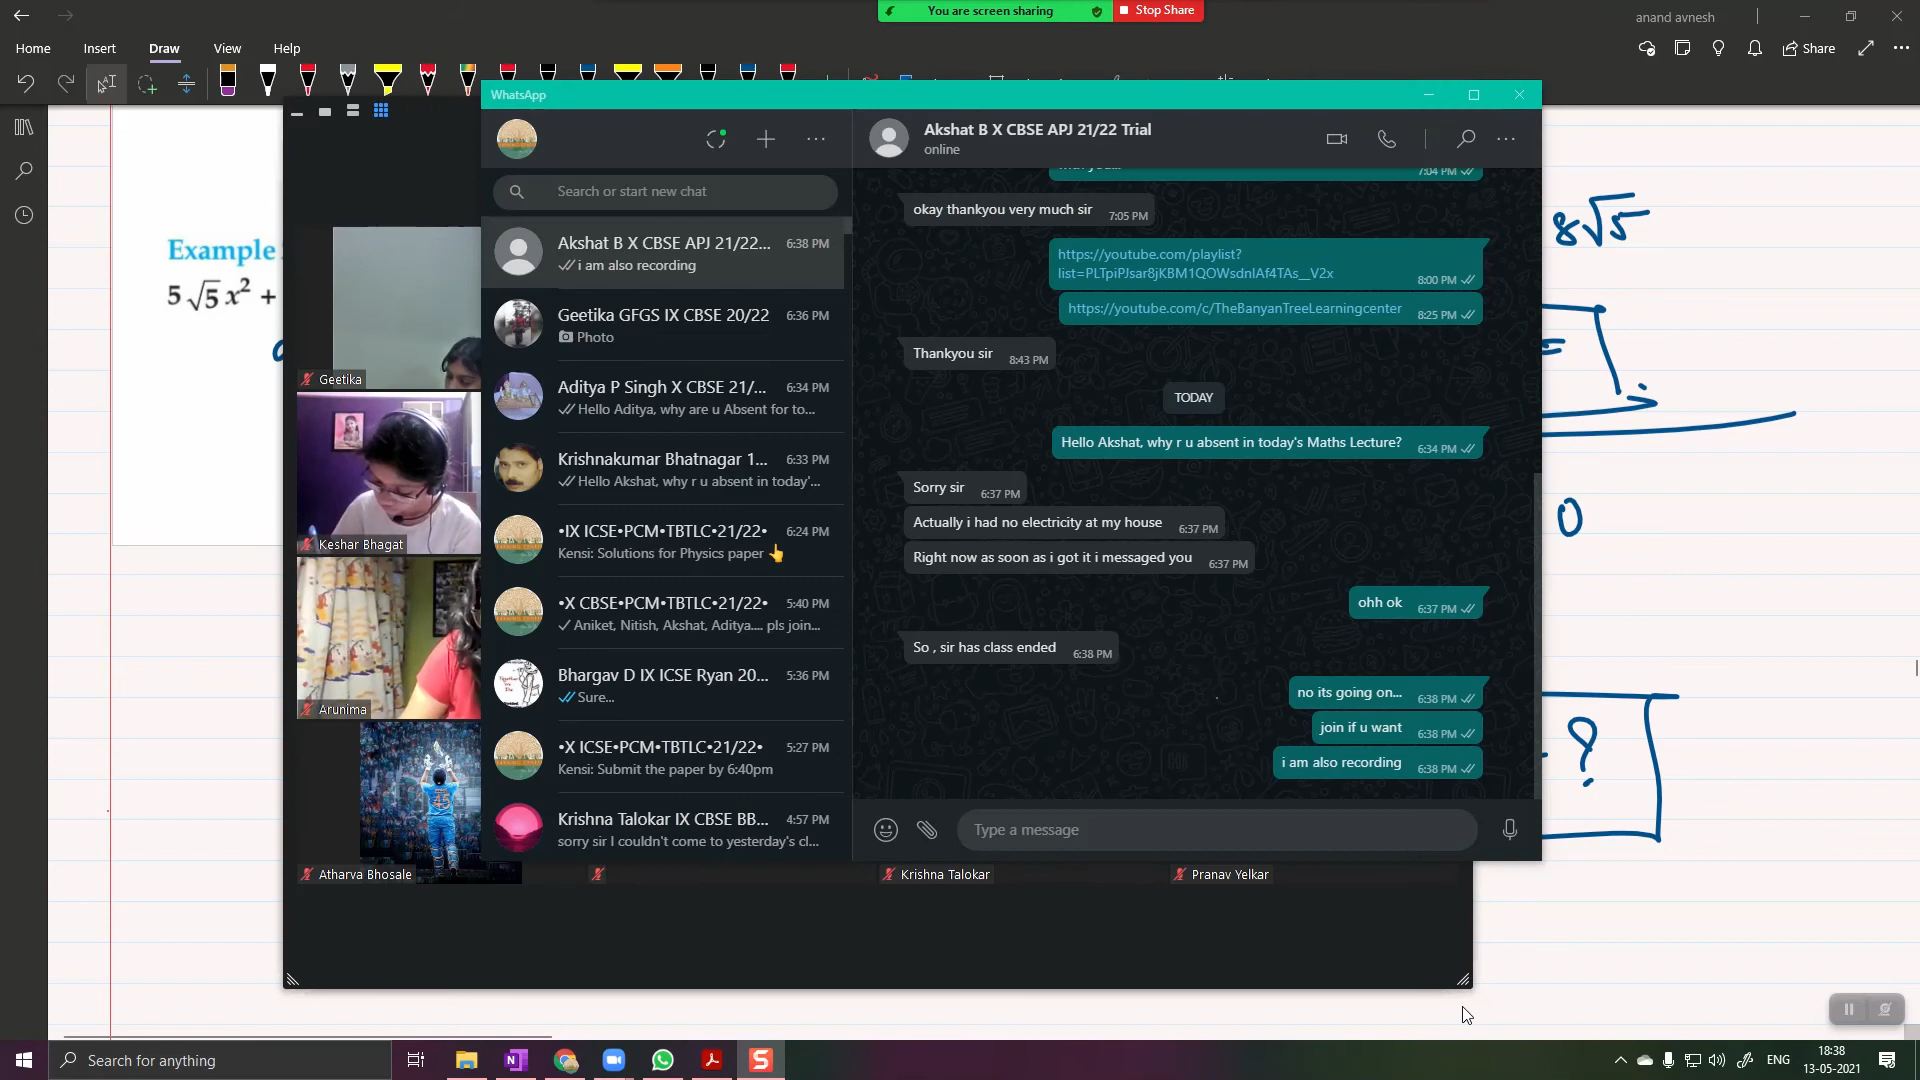 You are screen sharing
Stop Share
anand avnesh
Home
Insert
Draw
View
Help
Share
WhatsApp
Search or start new chat
Akshat B X CBSE APJ 21/22...
6:38 PM
i am also recording
Geetika GFGS IX CBSE 20/22
6:36 PM
Photo
Aditya P Singh X CBSE 21/...
6:34 PM
Hello Aditya, why are u Absent for to...
Krishnakumar Bhatnagar 1...
6:33 PM
Hello Akshat, why r u absent in today'...
•IX ICSE•PCM•TBTLC•21/22•
6:24 PM
Kensi: Solutions for Physics paper 👆
•X CBSE•PCM•TBTLC•21/22•
5:40 PM
Aniket, Nitish, Akshat, Aditya.... pls join...
Bhargav D IX ICSE Ryan 20...
5:36 PM
Sure...
•X ICSE•PCM•TBTLC•21/22•
5:27 PM
Kensi: Submit the paper by 6:40pm
Krishna Talokar IX CBSE BB...
4:57 PM
sorry sir I couldn't come to yesterday's cl...
Akshat B X CBSE APJ 21/22 Trial
online
7:04 PM
okay thankyou very much sir
7:05 PM
https://youtube.com/playlist?
list=PLTpiPJsar8jKBM1QOWsdnlAf4TAs__V2x
8:00 PM
https://youtube.com/c/TheBanyanTreeLearningcenter
8:25 PM
Thankyou sir
8:43 PM
TODAY
Hello Akshat, why r u absent in today's Maths Lecture?
6:34 PM
Sorry sir
6:37 PM
Actually i had no electricity at my house
6:37 PM
Right now as soon as i got it i messaged you
6:37 PM
ohh ok
6:37 PM
So , sir has class ended
6:38 PM
no its going on...
6:38 PM
join if u want
6:38 PM
i am also recording
6:38 PM
Type a message
Example
5√5 x² +
8√5
=
0
?
Geetika
Keshar Bhagat
Arunima
45
Atharva Bhosale
Krishna Talokar
Pranav Yelkar
Search for anything
ENG
18:38
13-05-2021